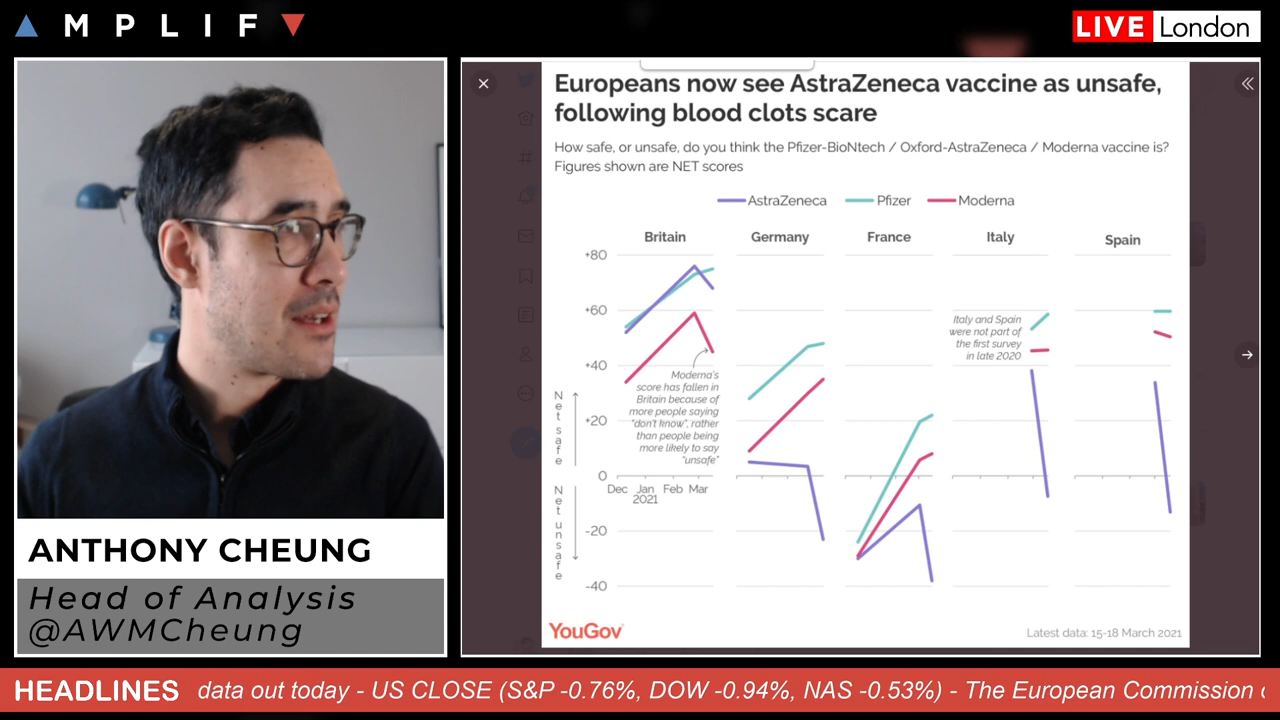 AMPLIFY
LIVE London
Europeans now see AstraZeneca vaccine as unsafe,
following blood clots scare
How safe, or unsafe, do you think the Pfizer-BioNtech / Oxford-AstraZeneca / Moderna vaccine is?
Figures shown are NET scores
AstraZeneca Pfizer Moderna
Britain Germany France Italy Spain
+80
+60
+40
+20
0
-20
-40
Net safe
Net unsafe
Italy and Spain
were not part of
the first survey
in late 2020
Moderna's
score has fallen in
Britain because of
more people saying
"don't know", rather
than people being
more likely to say
"unsafe"
Dec Jan Feb Mar
2021
YouGov
Latest data: 15-18 March 2021
ANTHONY CHEUNG
Head of Analysis
@AWMCheung
HEADLINES data out today - US CLOSE (S&P -0.76%, DOW -0.94%, NAS -0.53%) - The European Commission